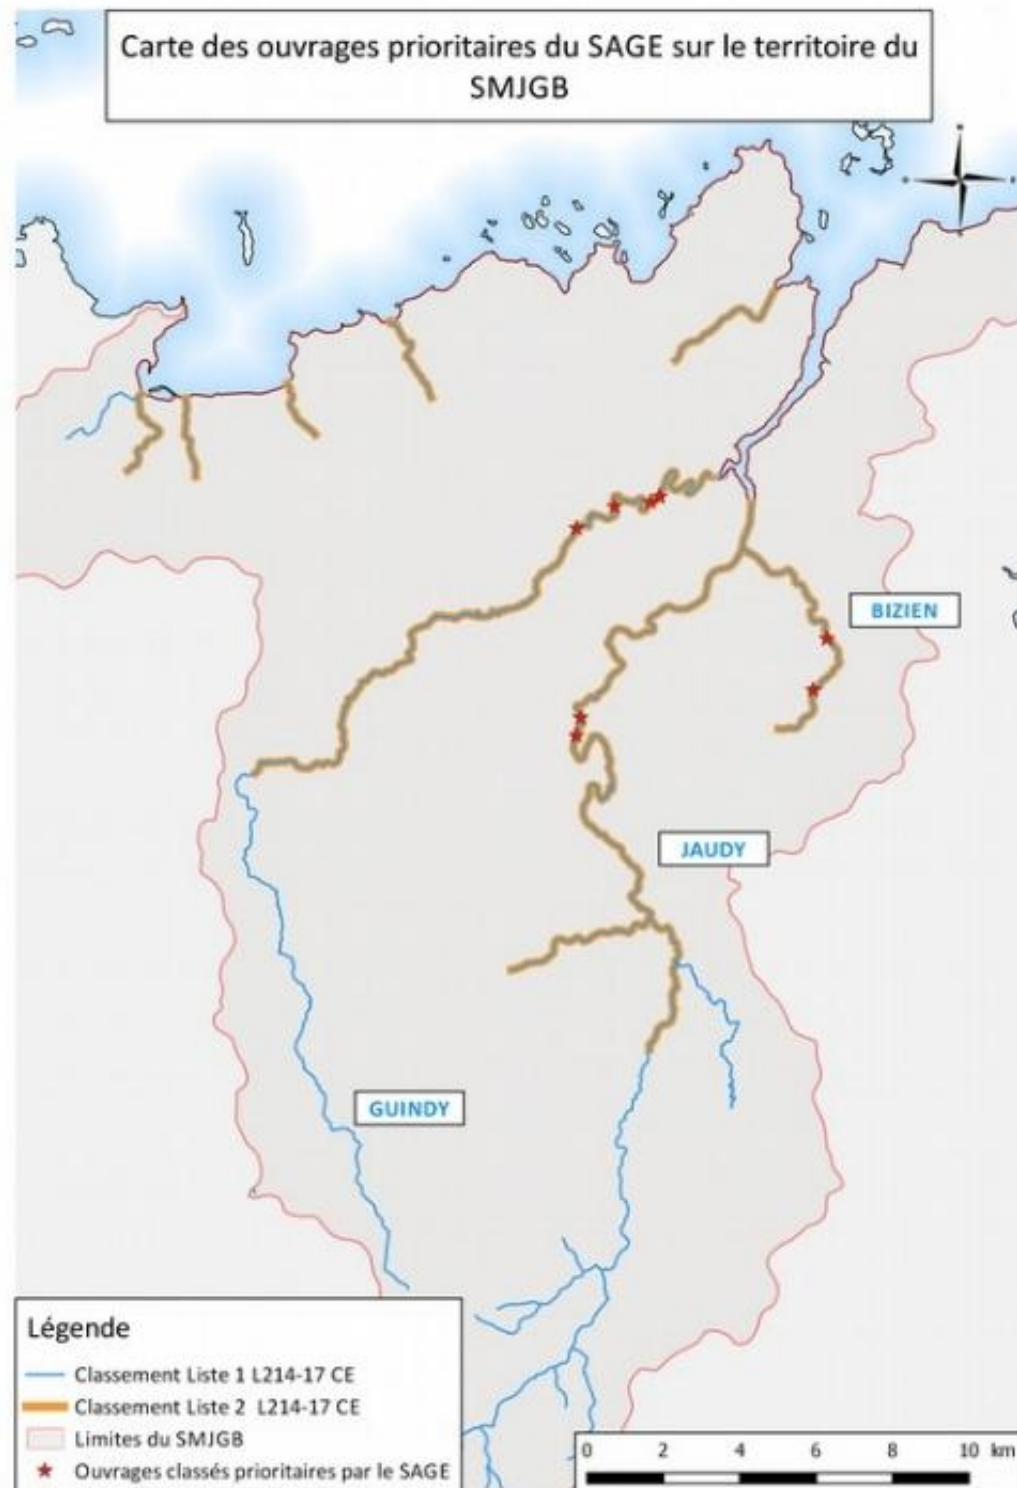 Carte des ouvrages prioritaires du SAGE sur le territoire du
SMJGB
BIZIEN
JAUDY
GUINDY
Légende
Classement Liste 1 L214-17 CE
Classement Liste 2 L214-17 CE
Limites du SMJGB
Ouvrages classés prioritaires par le SAGE
0 2 4 6 8 10 km